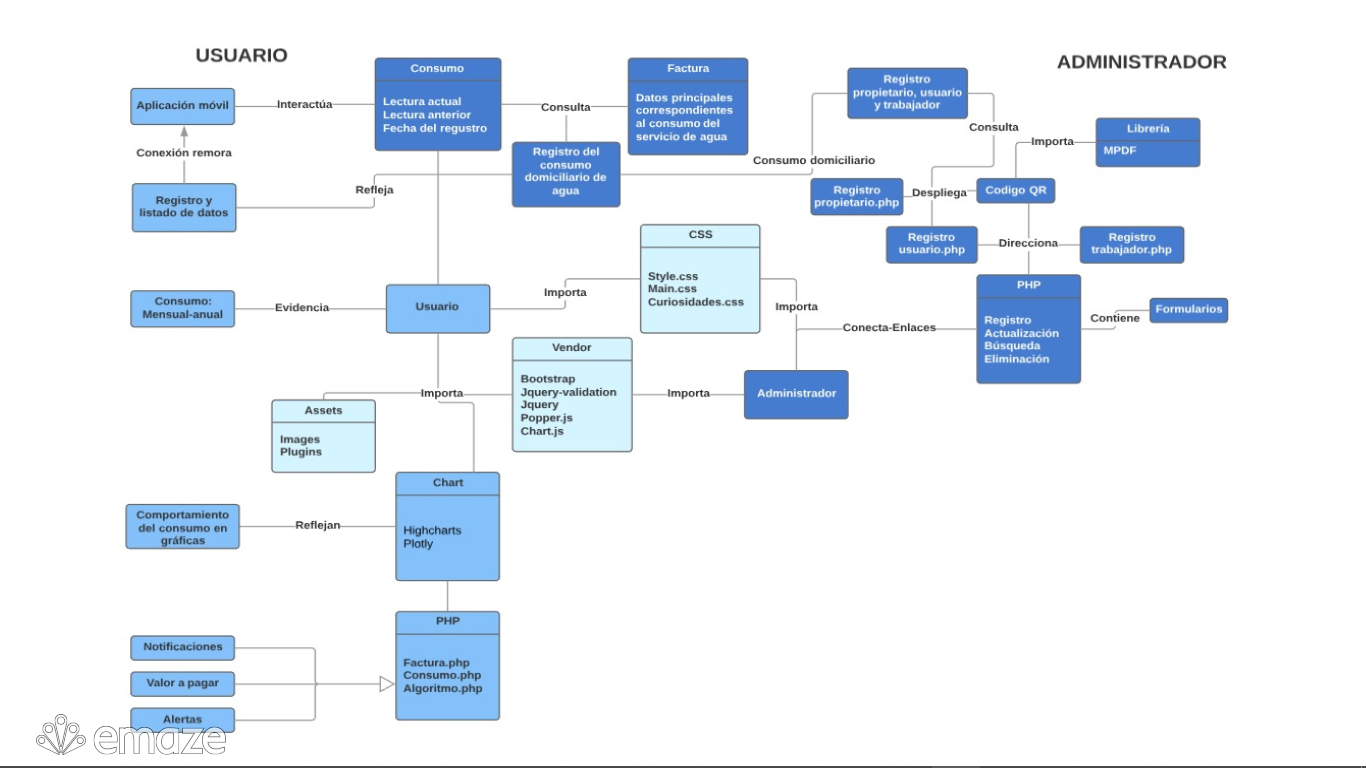 USUARIO
ADMINISTRADOR
Consumo
Lectura actual
Lectura anterior
Fecha del regustro
Factura
Datos principales
correspondientes
al consumo del
servicio de agua
Registro
propietario, usuario
y trabajador
Aplicación móvil
Interactúa
Consulta
Consulta
Librería
MPDF
Importa
Conexión remora
Registro del
consumo
domiciliario de
agua
Consumo domiciliario
Registro y
listado de datos
Refleja
Registro
propietario.php
Despliega
Codigo QR
Registro
usuario.php
Direcciona
Registro
trabajador.php
CSS
Style.css
Main.css
Curiosidades.css
PHP
Registro
Actualización
Búsqueda
Eliminación
Contiene
Formularios
Consumo:
Mensual-anual
Evidencia
Usuario
Importa
Importa
Conecta-Enlaces
Vendor
Bootstrap
Jquery-validation
Jquery
Popper.js
Chart.js
Importa
Importa
Administrador
Assets
Images
Plugins
Chart
Highcharts
Plotly
Comportamiento
del consumo en
gráficas
Reflejan
PHP
Factura.php
Consumo.php
Algoritmo.php
Notificaciones
Valor a pagar
Alertas
emaze